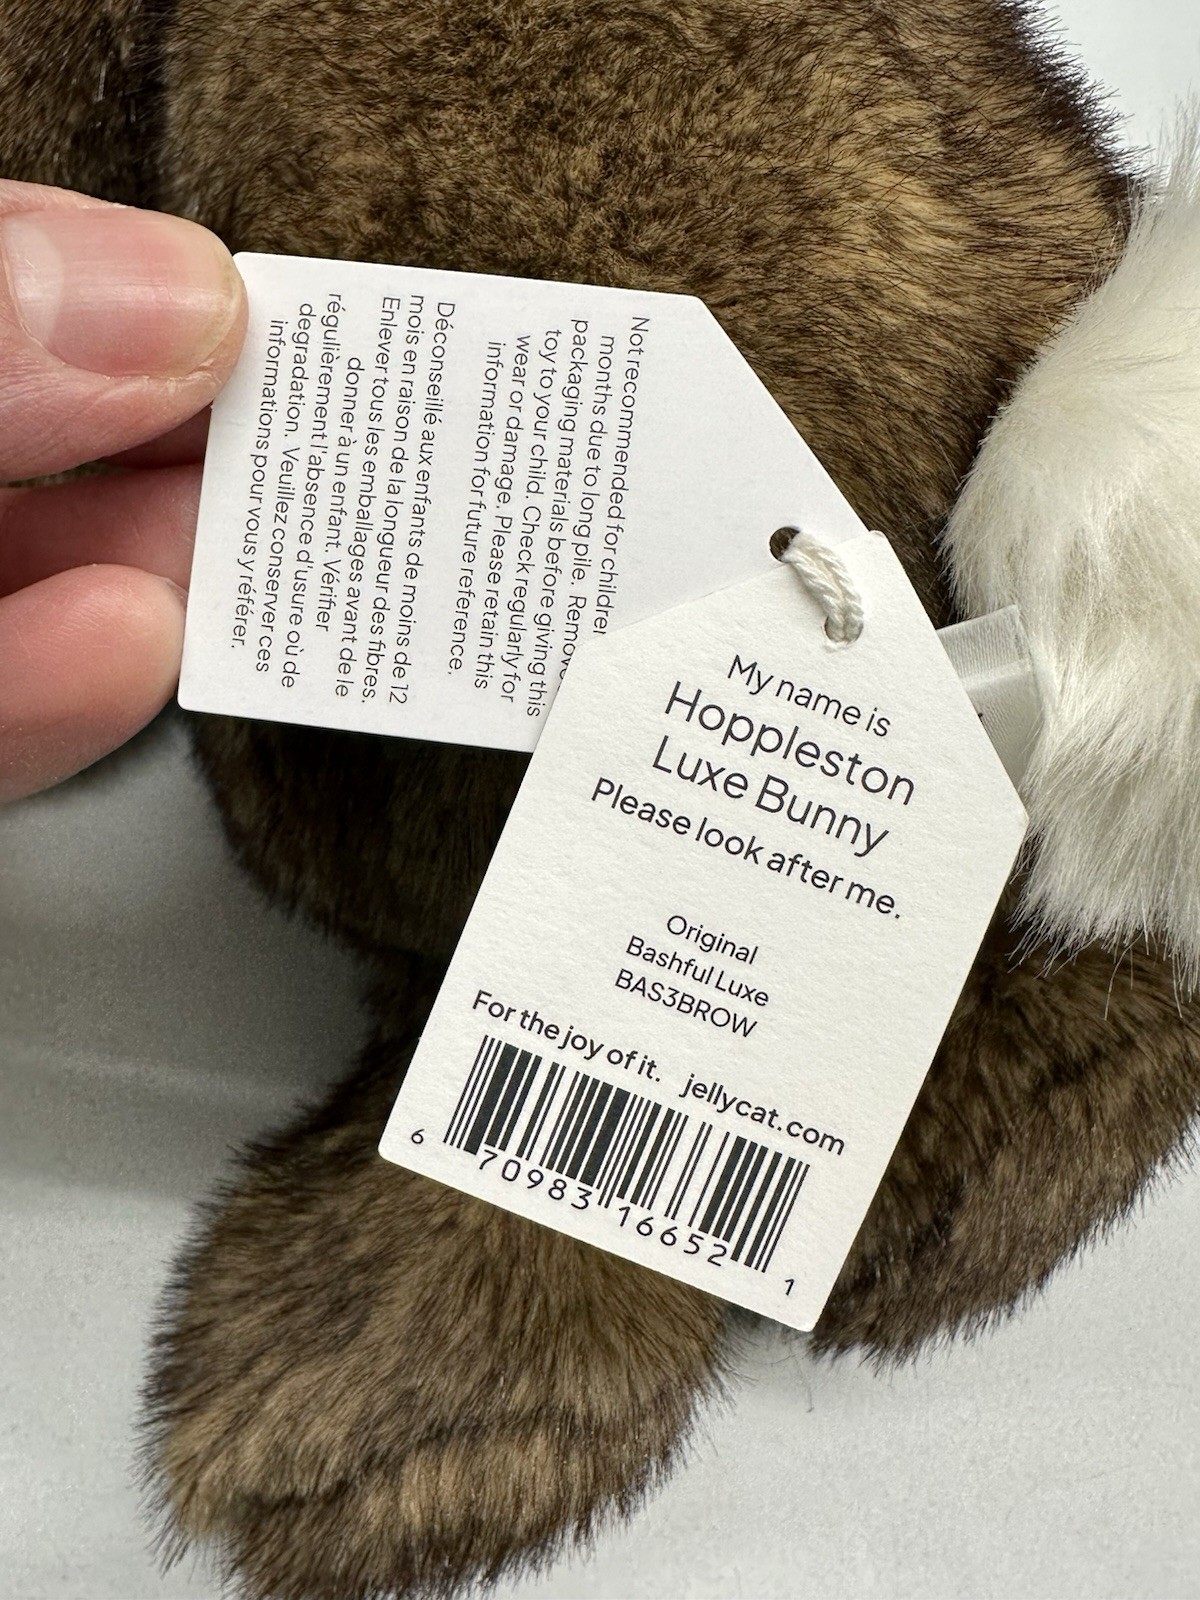 Not recommended for children
months due to long pile. Remove
packaging materials before giving this
toy to your child. Check regularly for
wear or damage. Please retain this
information for future reference.
Déconseillé aux enfants de moins de 12
mois en raison de la longueur des fibres.
Enlever tous les emballages avant de le
donner à un enfant. Vérifier
régulièrement l'absence d'usure où de
degradation. Veuillez conserver ces
informations pour vous y référer.
My name is
Hoppleston
Luxe Bunny
Please look after me.
Original
Bashful Luxe
BAS3BROW
For the joy of it. jellycat.com
6 70983 16652 1